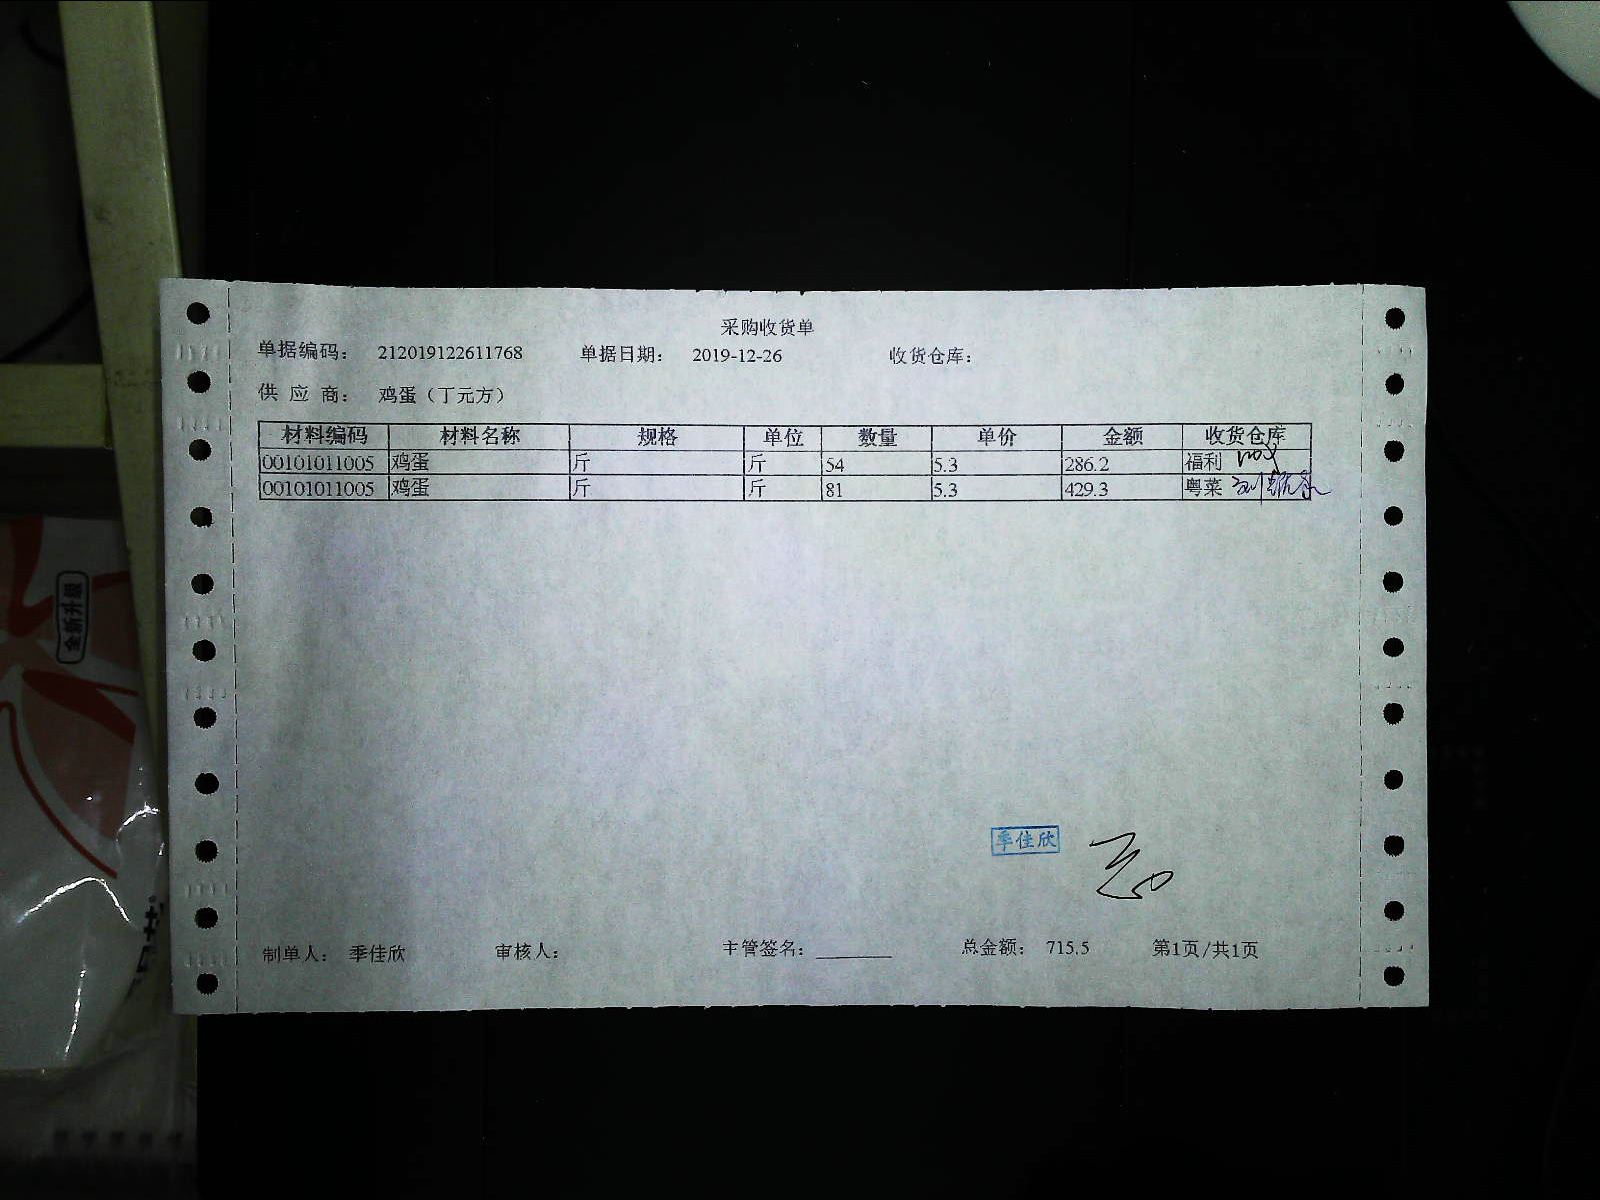 采购收货单
单据编码: 212019122611768 单据日期: 2019-12-26 收货仓库:
供 应 商: 鸡蛋（丁元方）
材料编码 材料名称 规格 单位 数量 单价 金额 收货仓库
00101011005 鸡蛋 斤 斤 54 5.3 286.2 福利
00101011005 鸡蛋 斤 斤 81 5.3 429.3 粤菜
全新升级
季佳欣
制单人: 季佳欣 审核人: 主管签名: 总金额: 715.5 第1页/共1页